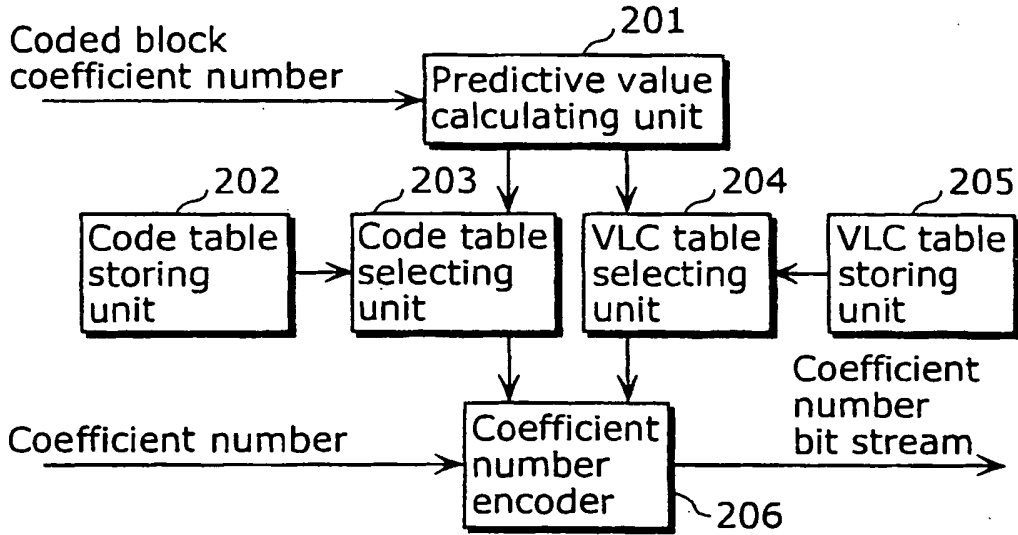 201
Coded block
coefficient number
Predictive value
calculating unit
202
203
204
205
Code table
storing
unit
Code table
selecting
unit
VLC table
selecting
unit
VLC table
storing
unit
Coefficient
number
bit stream
Coefficient number
Coefficient
number
encoder
206